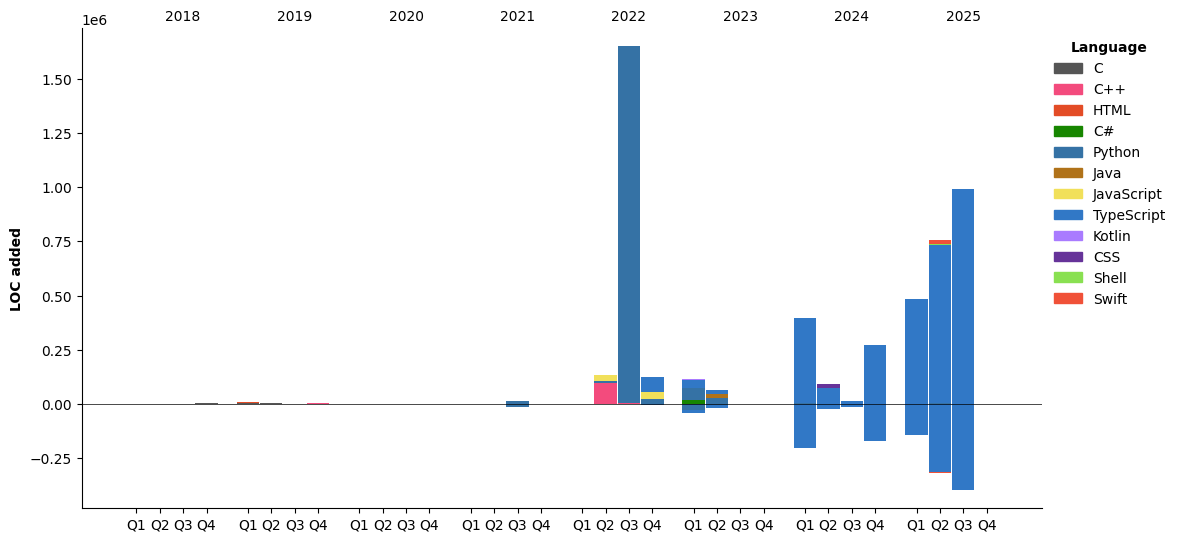 1e6
2018 2019 2020 2021 2022 2023 2024 2025
LOC added
1.50
1.25
1.00
0.75
0.50
0.25
0.00
−0.25
Q1 Q2 Q3 Q4 Q1 Q2 Q3 Q4 Q1 Q2 Q3 Q4 Q1 Q2 Q3 Q4 Q1 Q2 Q3 Q4 Q1 Q2 Q3 Q4 Q1 Q2 Q3 Q4 Q1 Q2 Q3 Q4
Language
C
C++
HTML
C#
Python
Java
JavaScript
TypeScript
Kotlin
CSS
Shell
Swift